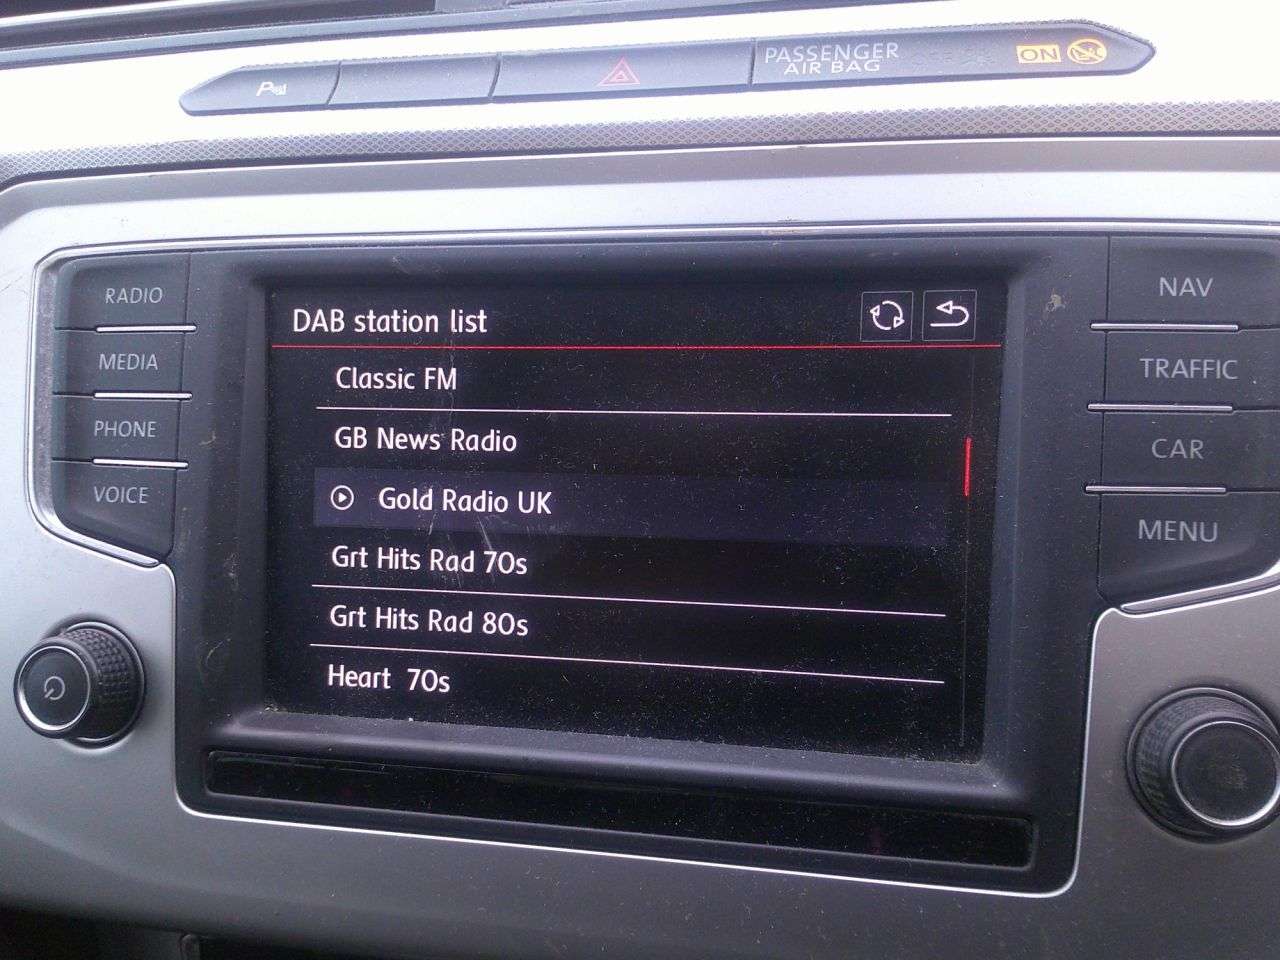 P
PASSENGER
AIR BAG
ON
RADIO
MEDIA
PHONE
VOICE
DAB station list
Classic FM
GB News Radio
Gold Radio UK
Grt Hits Rad 70s
Grt Hits Rad 80s
Heart 70s
NAV
TRAFFIC
CAR
MENU